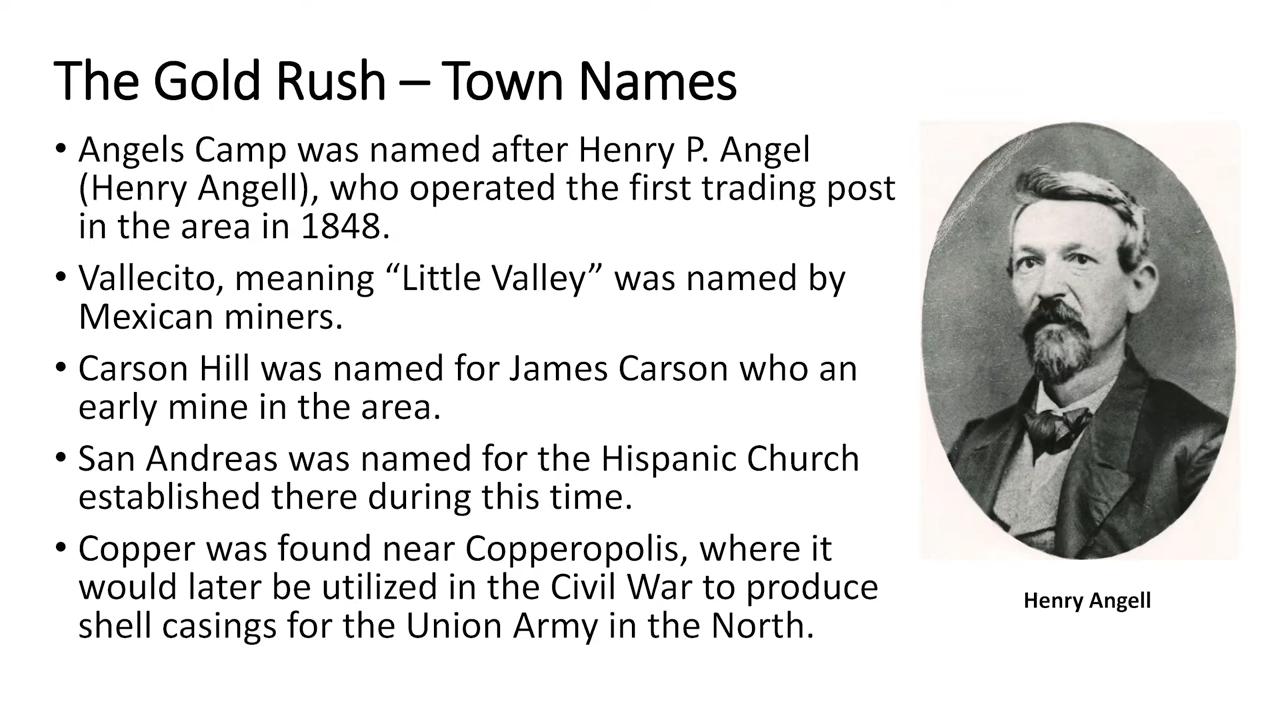 The Gold Rush – Town Names
• Angels Camp was named after Henry P. Angel
(Henry Angell), who operated the first trading post
in the area in 1848.
• Vallecito, meaning “Little Valley” was named by
Mexican miners.
• Carson Hill was named for James Carson who an
early mine in the area.
• San Andreas was named for the Hispanic Church
established there during this time.
• Copper was found near Copperopolis, where it
would later be utilized in the Civil War to produce
shell casings for the Union Army in the North.
Henry Angell